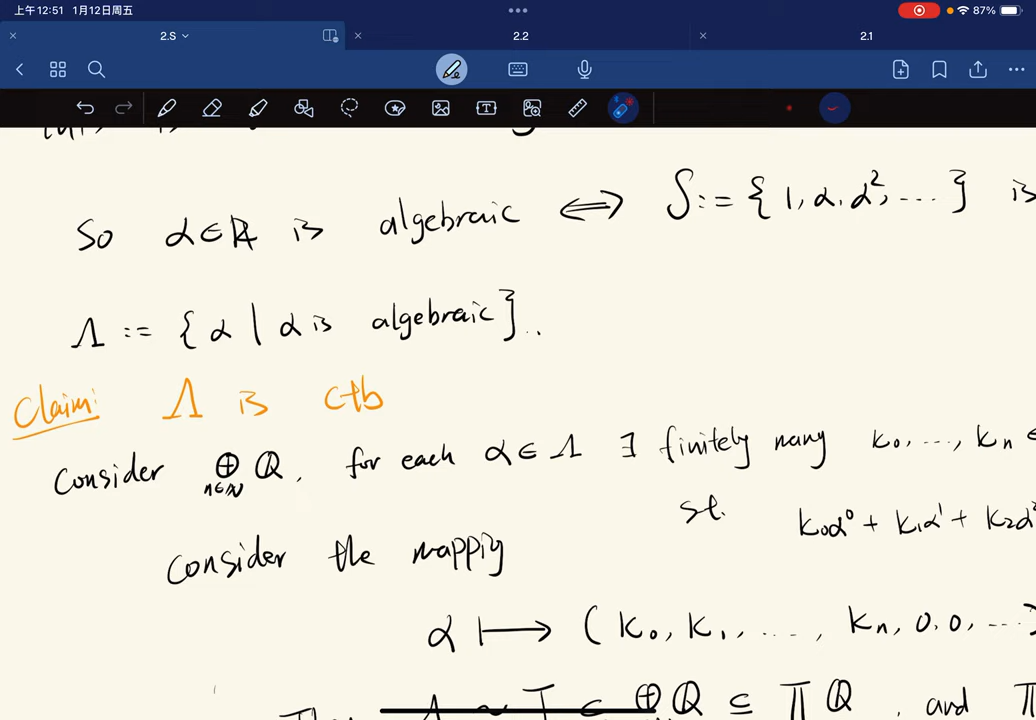 上午12:51 1月12日周五
87%
2.S
2.2
2.1
So α∈ℝ is algebraic ⟺ S := { 1, α, α², ... } is
Λ := { α | α is algebraic }..
Claim: Λ is ctb
Consider ⊕ ℚ, for each α ∈ Λ ∃ finitely many k₀, ..., kₙ ∈
n∈ℕ
st. k₀α⁰ + k₁α¹ + k₂α²
Consider the mappig
α ⟼ ( k₀, k₁, ...., kₙ, 0, 0, ...)
⊕ ℚ ⊆ ∏ ℚ , and